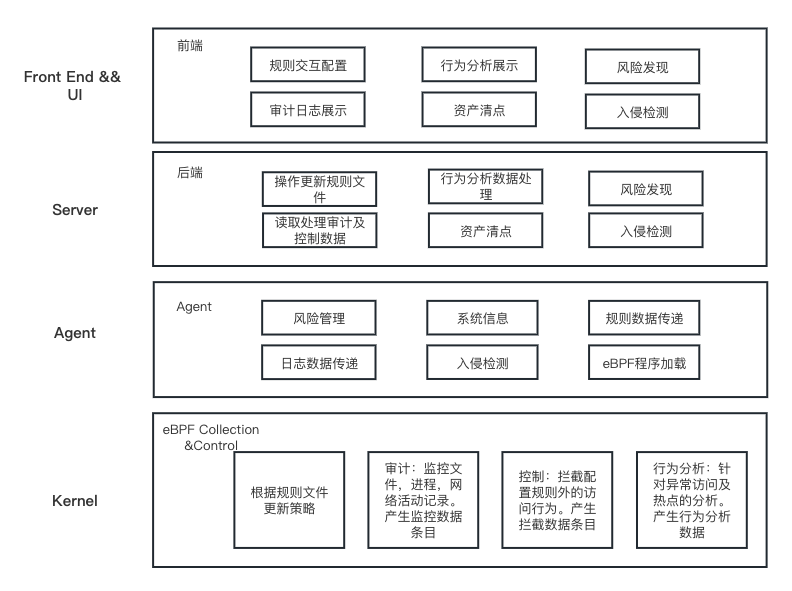 Front End &&
UI
前端
规则交互配置
行为分析展示
风险发现
审计日志展示
资产清点
入侵检测
Server
后端
操作更新规则文
件
行为分析数据处
理
风险发现
读取处理审计及
控制数据
资产清点
入侵检测
Agent
Agent
风险管理
系统信息
规则数据传递
日志数据传递
入侵检测
eBPF程序加载
Kernel
eBPF Collection
&Control
根据规则文件
更新策略
审计：监控文
件，进程，网
络活动记录。
产生监控数据
条目
控制：拦截配
置规则外的访
问行为。产生
拦截数据条目
行为分析：针
对异常访问及
热点的分析。
产生行为分析
数据